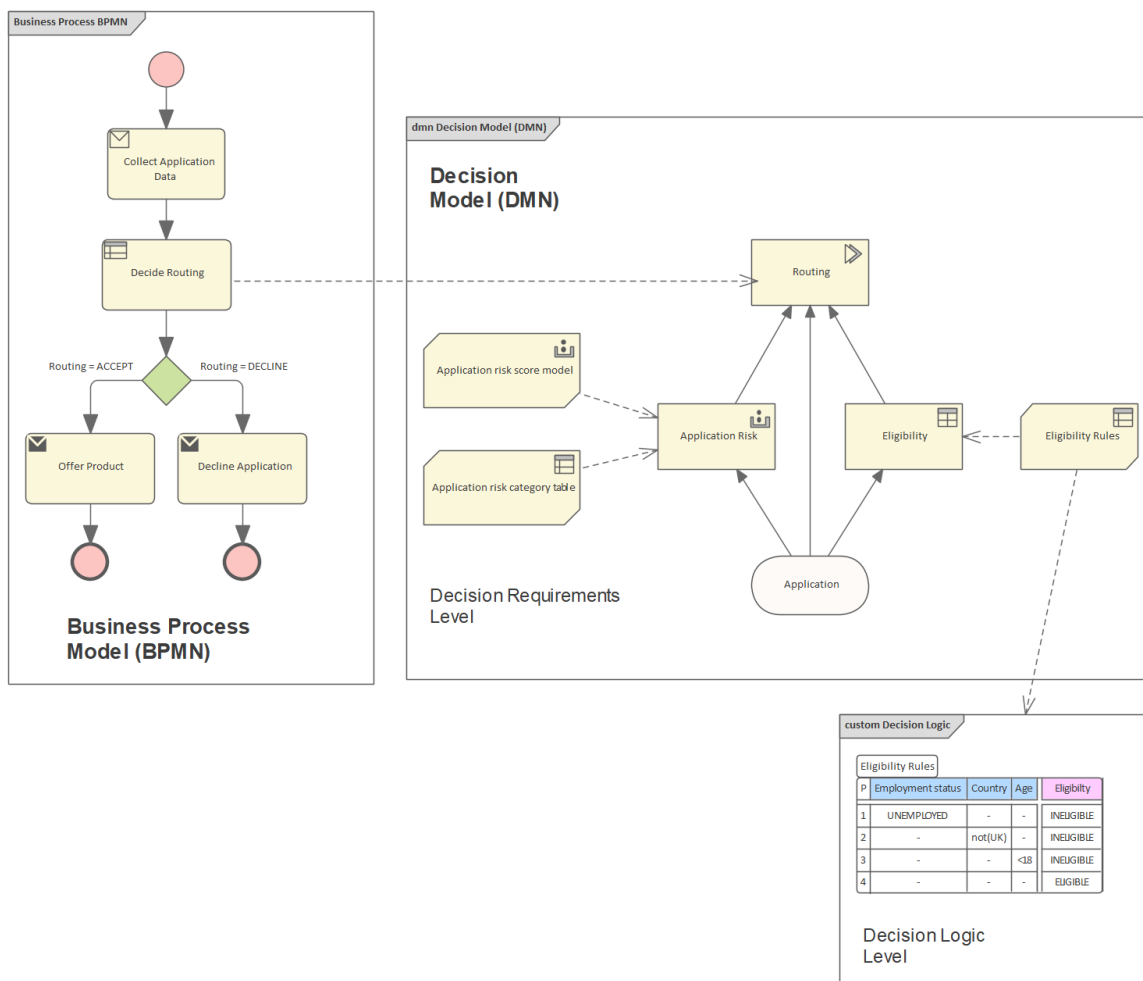 Business Process BPMN
Collect Application
Data
Decide Routing
Routing = ACCEPT
Routing = DECLINE
Offer Product
Decline Application
Business Process
Model (BPMN)
dmn Decision Model (DMN)
Decision
Model (DMN)
Routing
Application risk score model
Application Risk
Eligibility
Eligibility Rules
Application risk category table
Application
Decision Requirements
Level
custom Decision Logic
Eligibility Rules
P Employment status Country Age Eligibilty
1 UNEMPLOYED - - INELIGIBLE
2 - not(UK) - INELIGIBLE
3 - - <18 INELIGIBLE
4 - - - ELIGIBLE
Decision Logic
Level